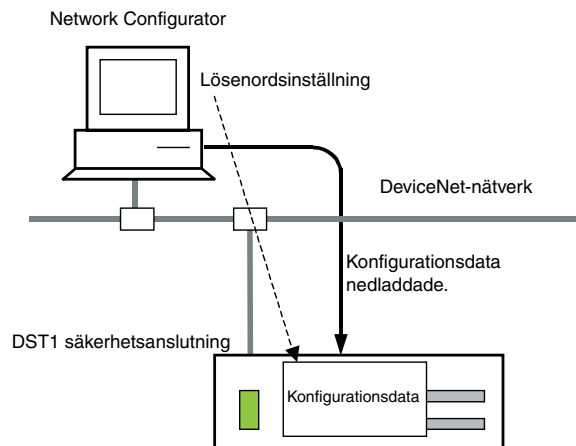 Network Configurator
Lösenordsinställning
DeviceNet-nätverk
Konfigurationsdata
nedladdade.
DST1 säkerhetsanslutning
Konfigurationsdata